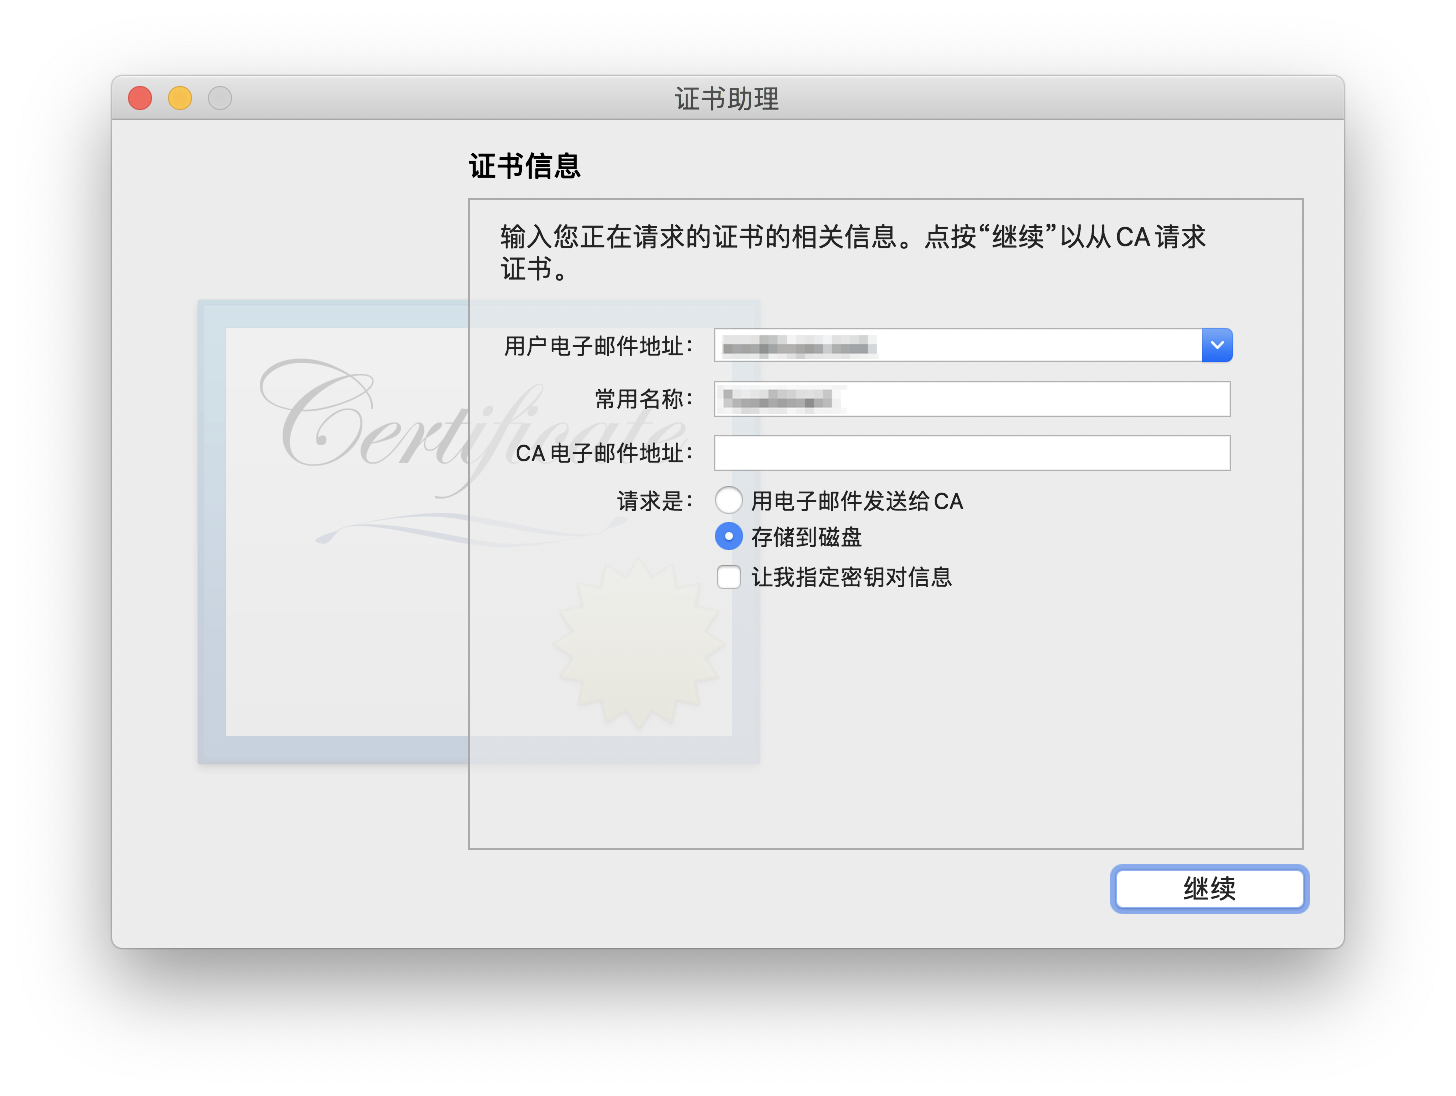 证书助理
证书信息
输入您正在请求的证书的相关信息。点按“继续”以从 CA 请求
证书。
Certificate
用户电子邮件地址：
常用名称：
CA 电子邮件地址：
请求是：
用电子邮件发送给 CA
存储到磁盘
让我指定密钥对信息
继续